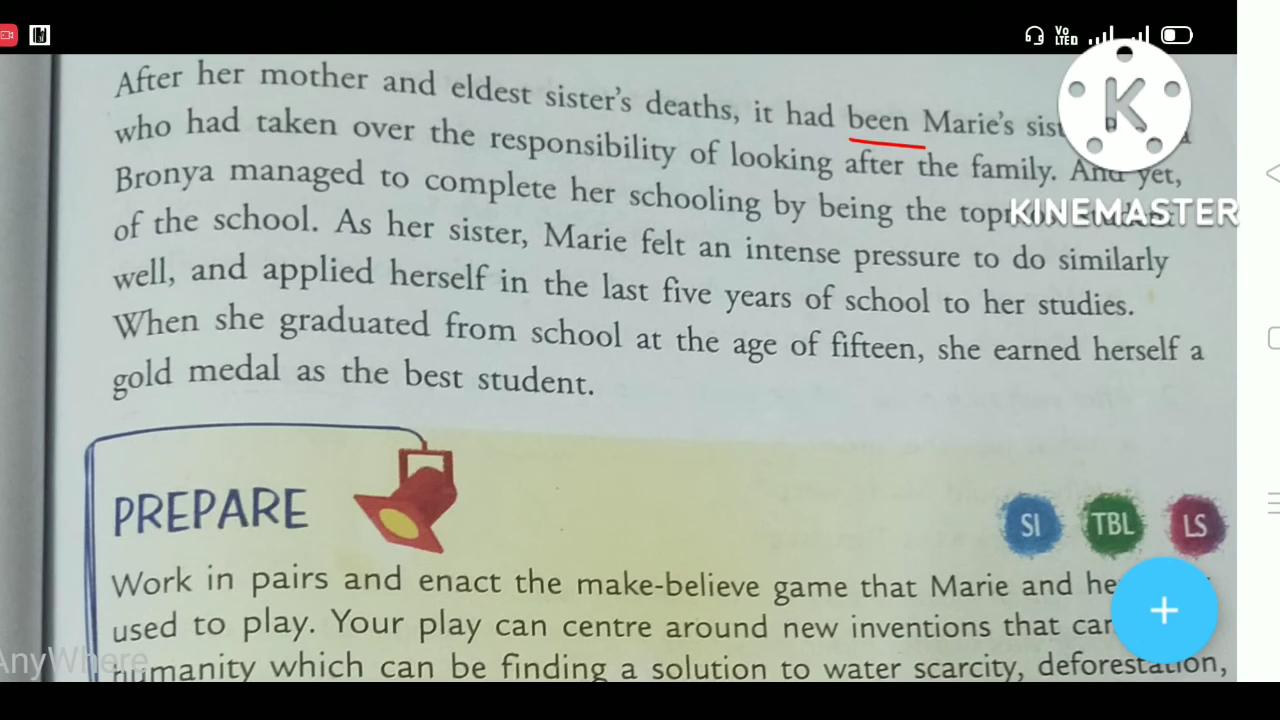 Vo
LTE D
K
KINEMASTER
After her mother and eldest sister's deaths, it had been Marie's
who had taken over the responsibility of looking after the family. And yet,
Bronya managed to complete her schooling by being the
of the school. As her sister, Marie felt an intense pressure to do similarly
well, and applied herself in the last five years of school to her studies.
When she graduated from school at the age of fifteen, she earned herself a
gold medal as the best student.
PREPARE
SI TBL LS
Work in pairs and enact the make-believe game that Marie and
used to play. Your play can centre around new inventions that
humanity which can be finding a solution to water scarcity, deforestation,
AnyWhere